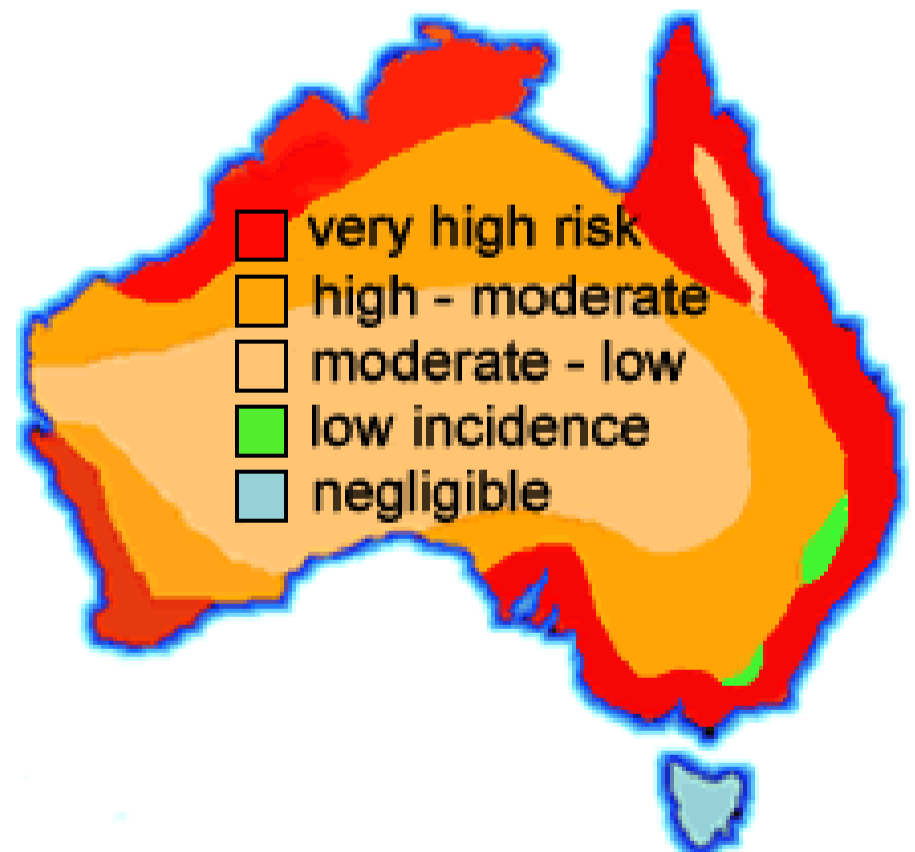 very high risk
high - moderate
moderate - low
low incidence
negligible